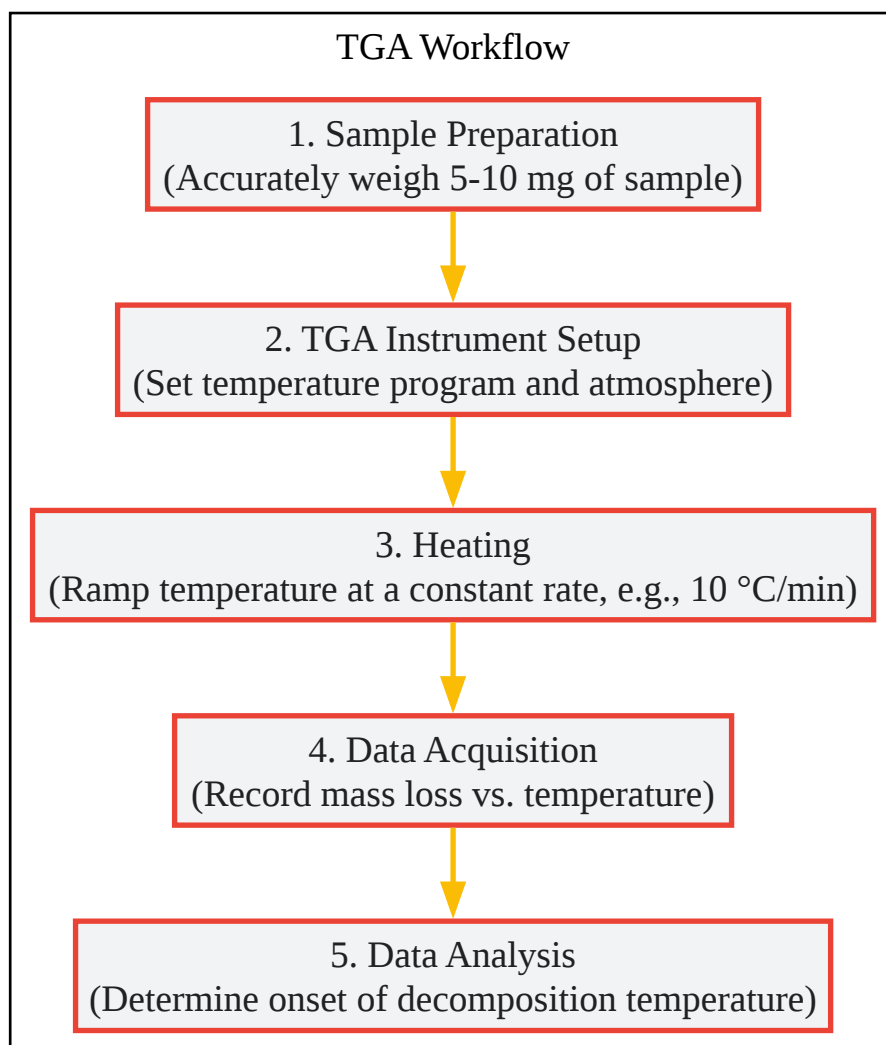 TGA Workflow
1. Sample Preparation
(Accurately weigh 5-10 mg of sample)
2. TGA Instrument Setup
(Set temperature program and atmosphere)
3. Heating
(Ramp temperature at a constant rate, e.g., 10 °C/min)
4. Data Acquisition
(Record mass loss vs. temperature)
5. Data Analysis
(Determine onset of decomposition temperature)